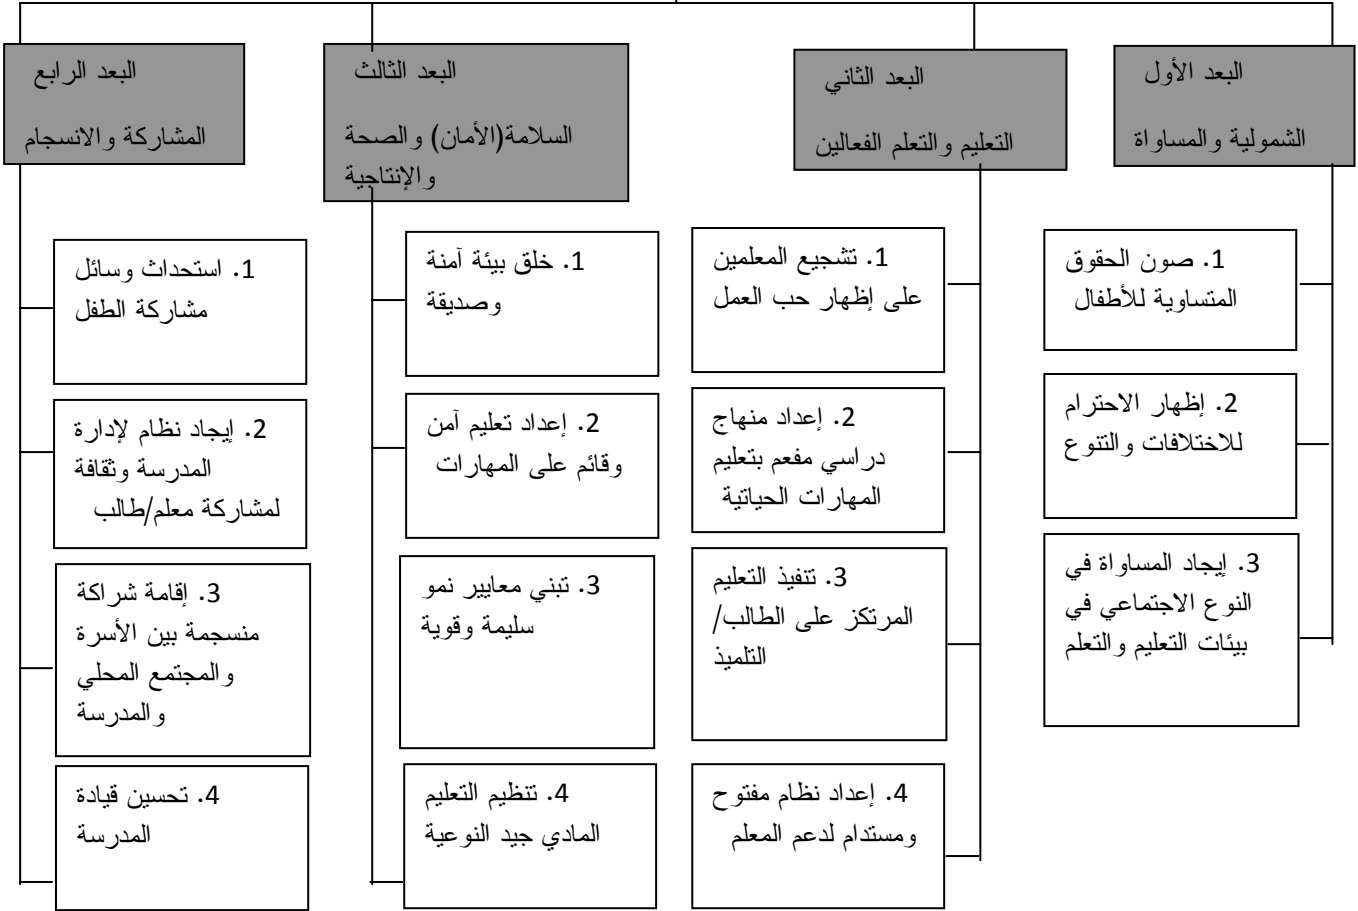 البعد الأول
الشمولية والمساواة
1. صون الحقوق
المتساوية للأطفال
2. إظهار الاحترام
للاختلافات والتنوع
3. إيجاد المساواة في
النوع الاجتماعي في
بيئات التعليم والتعلم
البعد الثاني
التعليم والتعلم الفعالين
1. تشجيع المعلمين
على إظهار حب العمل
2. إعداد منهاج
دراسي مفعم بتعليم
المهارات الحياتية
3. تنفيذ التعليم
المرتكز على الطالب/
التلميذ
4. إعداد نظام مفتوح
ومستدام لدعم المعلم
البعد الثالث
السلامة(الأمان) والصحة
والإنتاجية
1. خلق بيئة آمنة
وصديقة
2. إعداد تعليم آمن
وقائم على المهارات
3. تبني معايير نمو
سليمة وقوية
4. تنظيم التعليم
المادي جيد النوعية
البعد الرابع
المشاركة والانسجام
1. استحداث وسائل
مشاركة الطفل
2. إيجاد نظام لإدارة
المدرسة وثقافة
لمشاركة معلم/طالب
3. إقامة شراكة
منسجمة بين الأسرة
والمجتمع المحلي
والمدرسة
4. تحسين قيادة
المدرسة